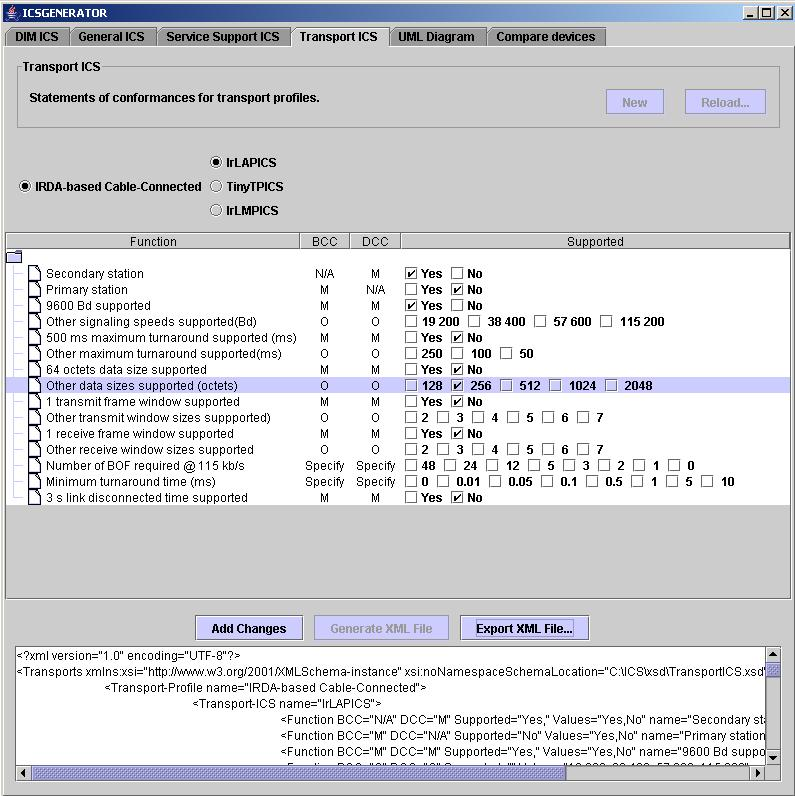 ICSGENERATOR
DIM ICS General ICS Service Support ICS Transport ICS UML Diagram Compare devices
Transport ICS
Statements of conformances for transport profiles. New Reload...
IrLAPICS
IRDA-based Cable-Connected TinyTPICS
IrLMPICS
Function BCC DCC Supported
Secondary station N/A M Yes No
Primary station M N/A Yes No
9600 Bd supported M M Yes No
Other signaling speeds supported(Bd) O O 19 200 38 400 57 600 115 200
500 ms maximum turnaround supported (ms) M M Yes No
Other maximum turnaround supported(ms) O O 250 100 50
64 octets data size supported M M Yes No
Other data sizes supported (octets) O O 128 256 512 1024 2048
1 transmit frame window supported M M Yes No
Other transmit window sizes suppported) O O 2 3 4 5 6 7
1 receive frame window supported M M Yes No
Other receive window sizes supported O O 2 3 4 5 6 7
Number of BOF required @ 115 kb/s Specify Specify 48 24 12 5 3 2 1 0
Minimum turnaround time (ms) Specify Specify 0 0.01 0.05 0.1 0.5 1 5 10
3 s link disconnected time supported M M Yes No
Add Changes Generate XML File Export XML File...
<?xml version="1.0" encoding="UTF-8"?>
<Transports xmlns:xsi="http://www.w3.org/2001/XMLSchema-instance" xsi:noNamespaceSchemaLocation="C:\ICS\xsd\TransportICS.xsd"
<Transport-Profile name="IRDA-based Cable-Connected">
<Transport-ICS name="IrLAPICS">
<Function BCC="N/A" DCC="M" Supported="Yes," Values="Yes,No" name="Secondary sta
<Function BCC="M" DCC="N/A" Supported="No" Values="Yes,No" name="Primary station
<Function BCC="M" DCC="M" Supported="Yes," Values="Yes,No" name="9600 Bd suppo